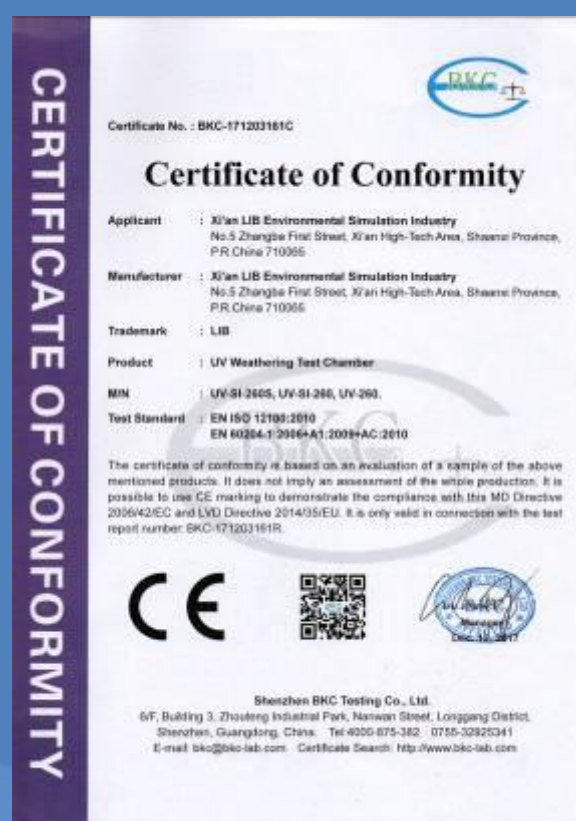 CERTIFICATE OF CONFORMITY
BKC
Certificate No. : BKC-171203161C
Certificate of Conformity
Applicant : Xi'an LIB Environmental Simulation Industry
No.5 Zhangba First Street, Xi'an High-Tech Area, Shaanxi Province,
P.R.China 710065
Manufacturer : Xi'an LIB Environmental Simulation Industry
No.5 Zhangba First Street, Xi'an High-Tech Area, Shaanxi Province,
P.R.China 710065
Trademark : LIB
Product : UV Weathering Test Chamber
M/N : UV-SI-260S, UV-SI-260, UV-260.
Test Standard : EN ISO 12100:2010
EN 60204-1:2006+A1:2009+AC:2010
BKC
The certificate of conformity is based on an evaluation of a sample of the above
mentioned products. It does not imply an assessment of the whole production. It is
possible to use CE marking to demonstrate the compliance with this MD Directive
2006/42/EC and LVD Directive 2014/35/EU. It is only valid in connection with the test
report number: BKC-171203161R.
CE
Manager
Dec. 12, 2017
Shenzhen BKC Testing Co., Ltd.
6/F, Building 3, Zhouteng Industrial Park, Nanwan Street, Longgang District,
Shenzhen, Guangdong, China. Tel:4000-875-382 0755-32925341
E-mail: bkc@bkc-lab.com Certificate Search: http://www.bkc-lab.com